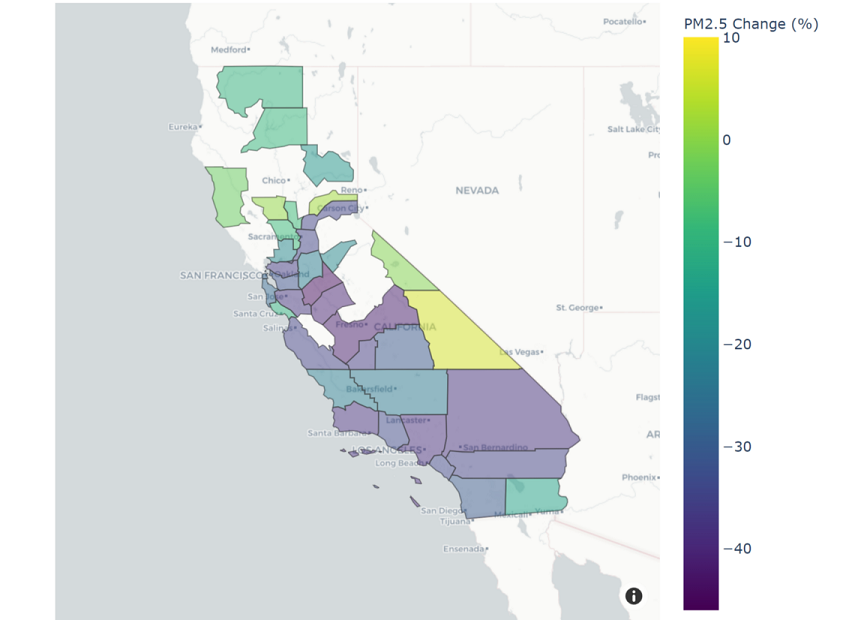 PM2.5 Change (%)
10
0
−10
−20
−30
−40
Pocatello
Medford
Eureka
Salt Lake City
Chico
Reno
NEVADA
Carson City
Sacramento
SAN FRANCISCO
Oakland
San Jose
Santa Cruz
Salinas
Fresno
CALIFORNIA
St. George
Las Vegas
Bakersfield
Flagst
Lancaster
Santa Barbara
San Bernardino
LOS ANGELES
Long Beach
AR
Phoenix
San Diego
Mexicali
Yuma
Tijuana
Ensenada
i